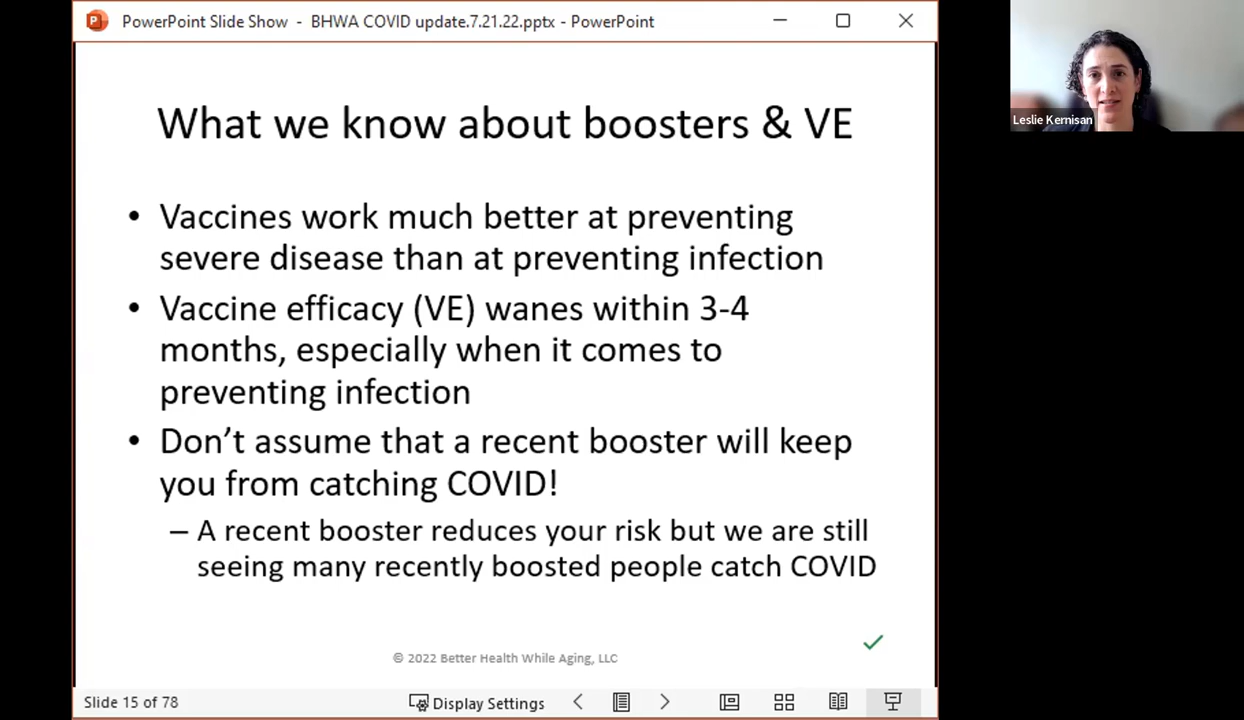 PowerPoint Slide Show - BHWA COVID update.7.21.22.pptx - PowerPoint
Leslie Kernisan
What we know about boosters & VE
• Vaccines work much better at preventing
severe disease than at preventing infection
• Vaccine efficacy (VE) wanes within 3-4
months, especially when it comes to
preventing infection
• Don’t assume that a recent booster will keep
you from catching COVID!
– A recent booster reduces your risk but we are still
seeing many recently boosted people catch COVID
© 2022 Better Health While Aging, LLC
Slide 15 of 78
Display Settings